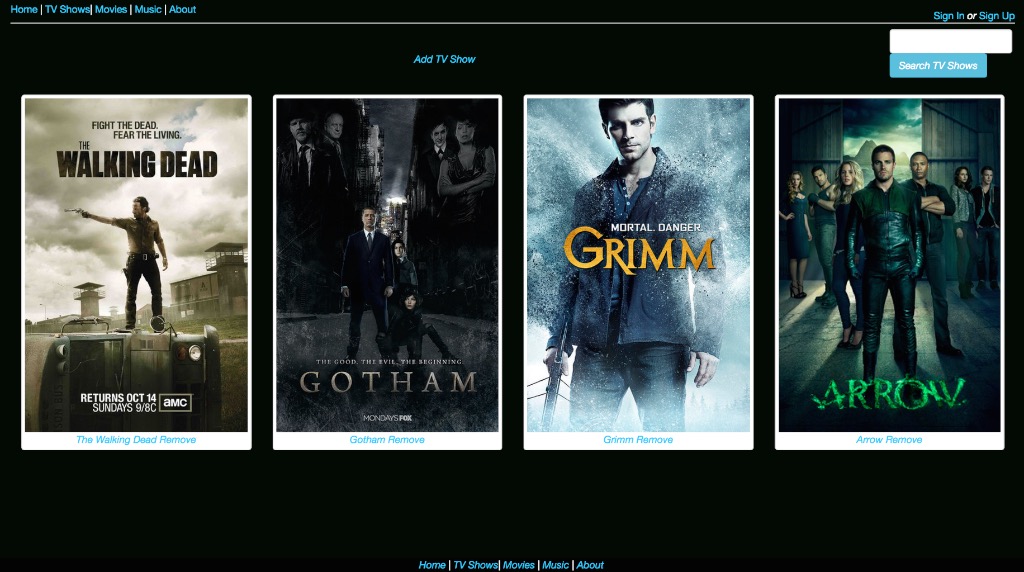 Home | TV Shows| Movies | Music | About
Sign In or Sign Up
Add TV Show
Search TV Shows
FIGHT THE DEAD.
FEAR THE LIVING.
THE
WALKING DEAD
RETURNS OCT 14
SUNDAYS 9/8C aMC
The Walking Dead Remove
THE GOOD. THE EVIL. THE BEGINNING.
GOTHAM
MONDAYS FOX
Gotham Remove
MORTAL. DANGER.
GRIMM
Grimm Remove
ARROW
Arrow Remove
Home | TV Shows| Movies | Music | About